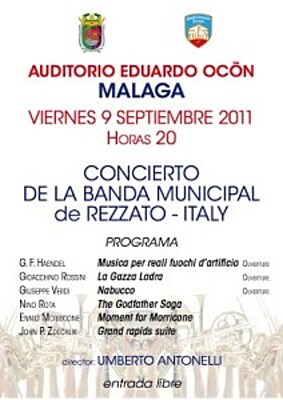 AUDITORIO EDUARDO OCÓN
MALAGA
VIERNES 9 SEPTIEMBRE 2011
HORAS 20
CONCIERTO
DE LA BANDA MUNICIPAL
de REZZATO - ITALY
PROGRAMA
G. F. HAENDEL Musica per reali fuochi d'artificio OUVERTURE
GIOACCHINO ROSSINI La Gazza Ladra OUVERTURE
GIUSEPPE VERDI Nabucco OUVERTURE
NINO ROTA The Godfather Saga
ENNIO MORRICONE Moment for Morricone
JOHN P. ZDECHLIK Grand rapids suite
director: UMBERTO ANTONELLI
entrada libre